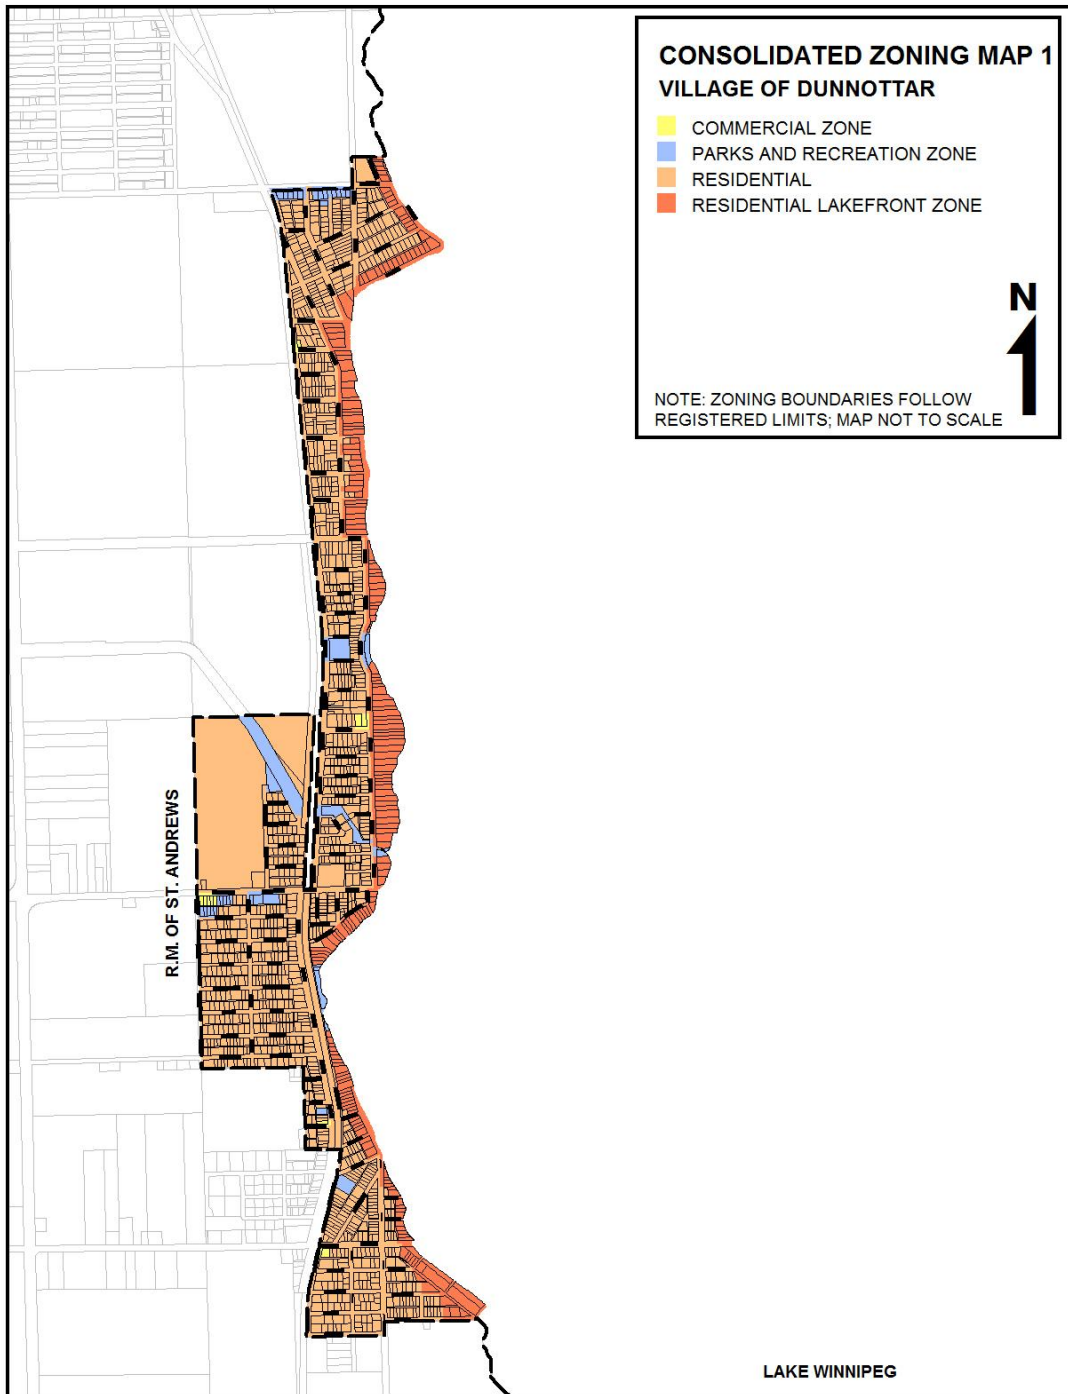 CONSOLIDATED ZONING MAP 1
VILLAGE OF DUNNOTTAR
COMMERCIAL ZONE
PARKS AND RECREATION ZONE
RESIDENTIAL
RESIDENTIAL LAKEFRONT ZONE
N
NOTE: ZONING BOUNDARIES FOLLOW
REGISTERED LIMITS; MAP NOT TO SCALE
R.M. OF ST. ANDREWS
LAKE WINNIPEG